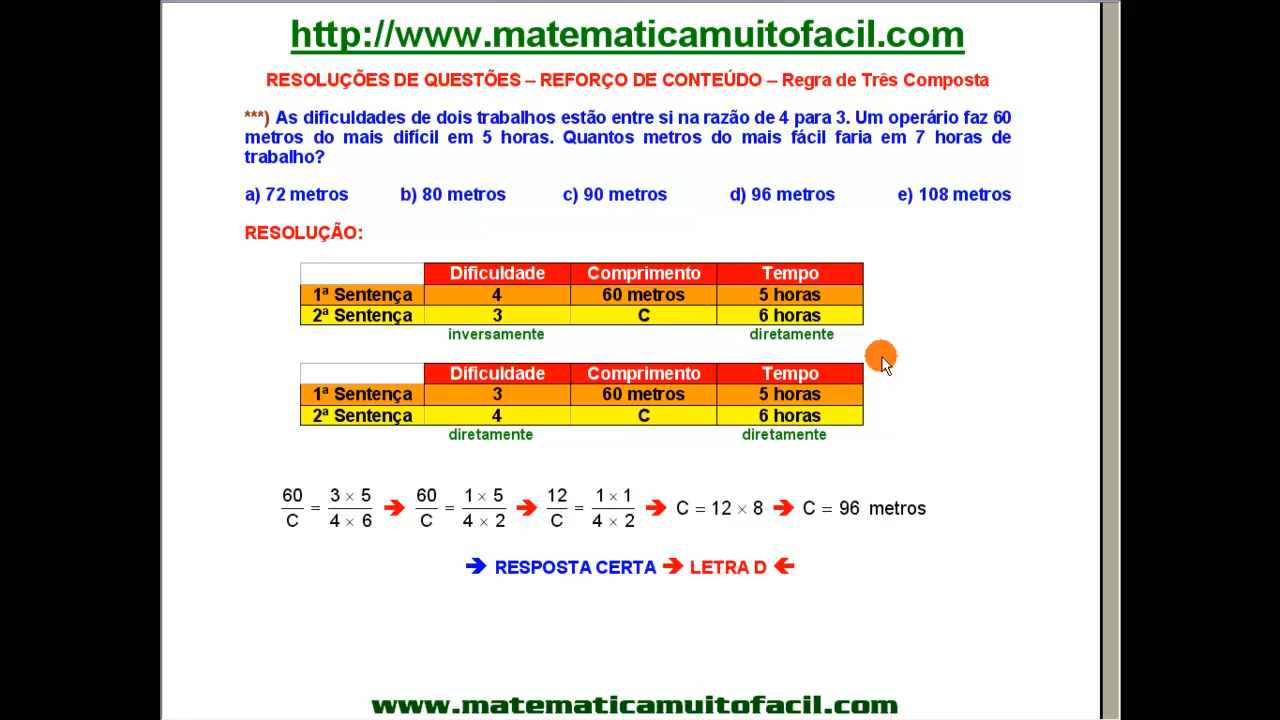 http://www.matematicamuitofacil.com
RESOLUÇÕES DE QUESTÕES – REFORÇO DE CONTEÚDO – Regra de Três Composta
***) As dificuldades de dois trabalhos estão entre si na razão de 4 para 3. Um operário faz 60
metros do mais difícil em 5 horas. Quantos metros do mais fácil faria em 7 horas de
trabalho?
a) 72 metros b) 80 metros c) 90 metros d) 96 metros e) 108 metros
RESOLUÇÃO:
Dificuldade Comprimento Tempo
1ª Sentença 4 60 metros 5 horas
2ª Sentença 3 C 6 horas
inversamente diretamente
Dificuldade Comprimento Tempo
1ª Sentença 3 60 metros 5 horas
2ª Sentença 4 C 6 horas
diretamente diretamente
60/C = (3 × 5)/(4 × 6) ➔ 60/C = (1 × 5)/(4 × 2) ➔ 12/C = (1 × 1)/(4 × 2) ➔ C = 12 × 8 ➔ C = 96 metros
➔ RESPOSTA CERTA ➔ LETRA D 🡰
www.matematicamuitofacil.com